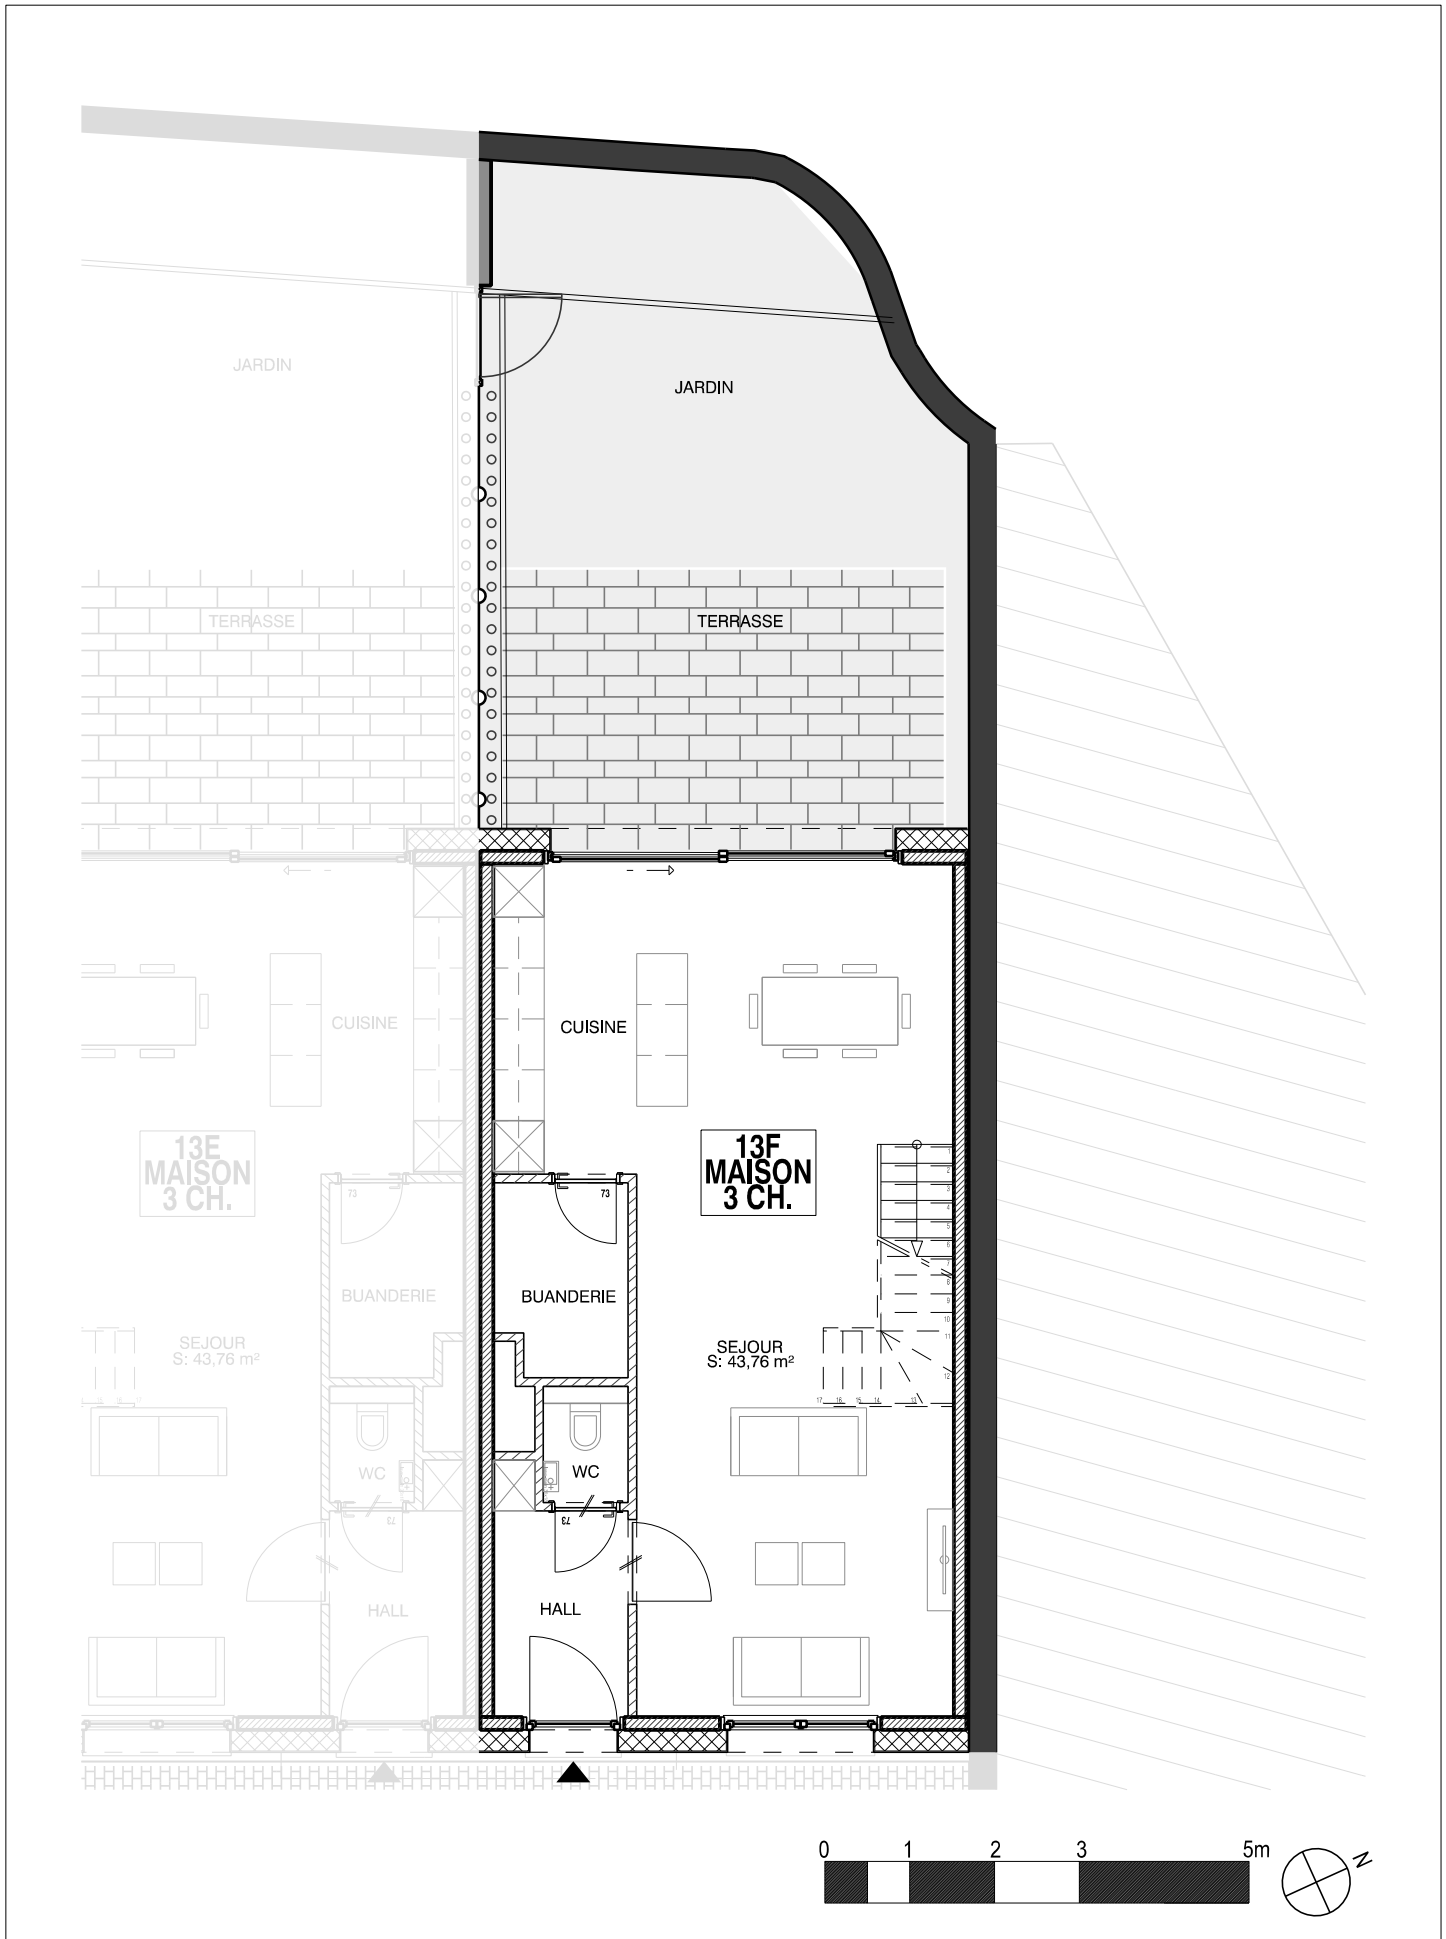 JARDIN
JARDIN
TERRASSE
TERRASSE
CUISINE
CUISINE
13E
MAISON
3 CH.
13F
MAISON
3 CH.
73
73
1
2
3
4
5
6
7
8
9
10
11
12
13
14
15
16
17
BUANDERIE
BUANDERIE
SEJOUR
S: 43,76 m²
SEJOUR
S: 43,76 m²
WC
WC
73
73
HALL
HALL
0 1 2 3 5m
N